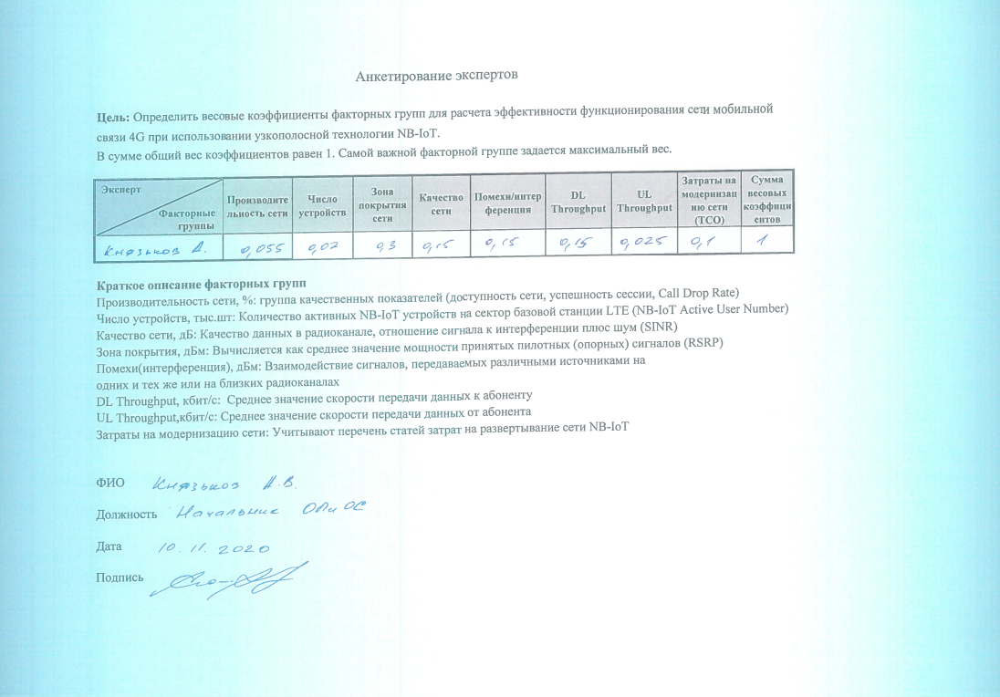 Анкетирование экспертов
Цель: Определить весовые коэффициенты факторных групп для расчета эффективности функционирования сети мобильной
связи 4G при использовании узкополосной технологии NB-IoT.
В сумме общий вес коэффициентов равен 1. Самой важной факторной группе задается максимальный вес.
Эксперт Факторные группы Производите льность сети Число устройств Зона покрытия сети Качество сети Помехи/интер ференция DL Throughput UL Throughput Затраты на модернизац ию сети (TCO) Сумма весовых коэффици ентов
Князьков А. 0,055 0,07 0,3 0,15 0,15 0,15 0,025 0,1 1
Краткое описание факторных групп
Производительность сети, %: группа качественных показателей (доступность сети, успешность сессии, Call Drop Rate)
Число устройств, тыс.шт: Количество активных NB-IoT устройств на сектор базовой станции LTE (NB-IoT Active User Number)
Качество сети, дБ: Качество данных в радиоканале, отношение сигнала к интерференции плюс шум (SINR)
Зона покрытия, дБм: Вычисляется как среднее значение мощности принятых пилотных (опорных) сигналов (RSRP)
Помехи(интерференция), дБм: Взаимодействие сигналов, передаваемых различными источниками на
одних и тех же или на близких радиоканалах
DL Throughput, кбит/с: Среднее значение скорости передачи данных к абоненту
UL Throughput,кбит/с: Среднее значение скорости передачи данных от абонента
Затраты на модернизацию сети: Учитывают перечень статей затрат на развертывание сети NB-IoT
ФИО Князьков А.В.
Должность Начальник ОПиОС
Дата 10.11.2020
Подпись